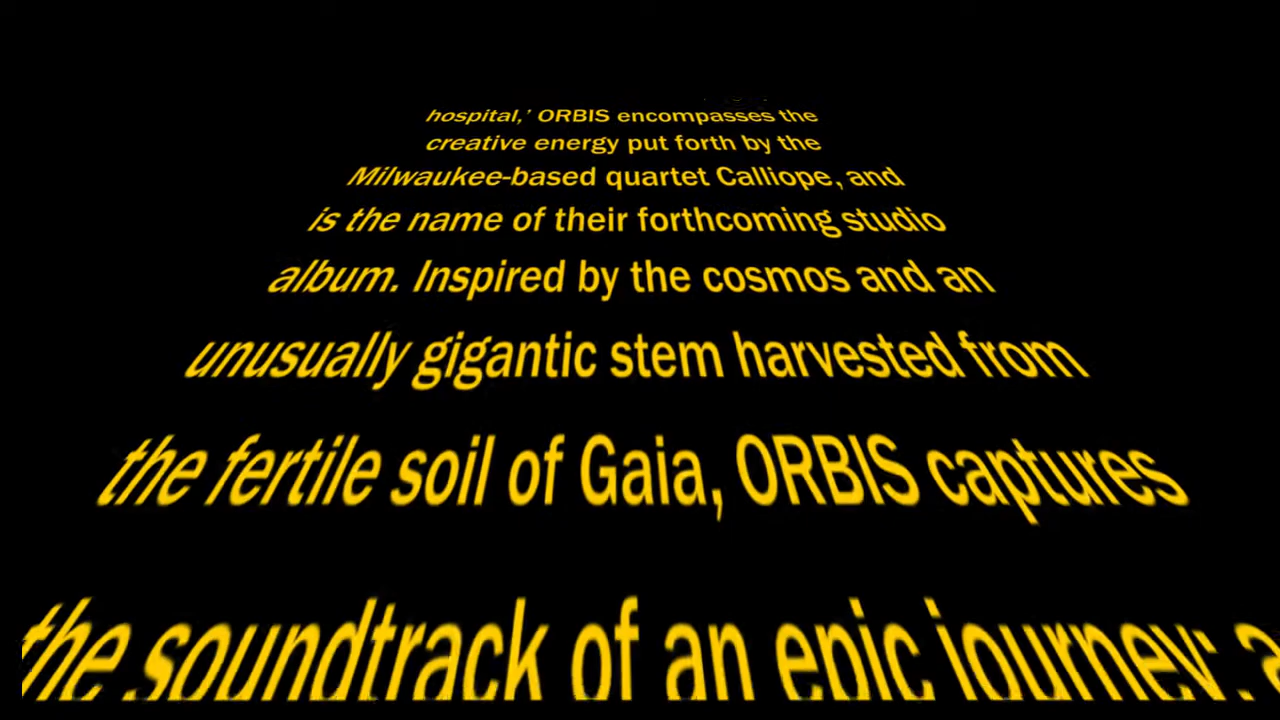 hospital,’ ORBIS encompasses the
creative energy put forth by the
Milwaukee-based quartet Calliope, and
is the name of their forthcoming studio
album. Inspired by the cosmos and an
unusually gigantic stem harvested from
the fertile soil of Gaia, ORBIS captures
the soundtrack of an epic journey: a